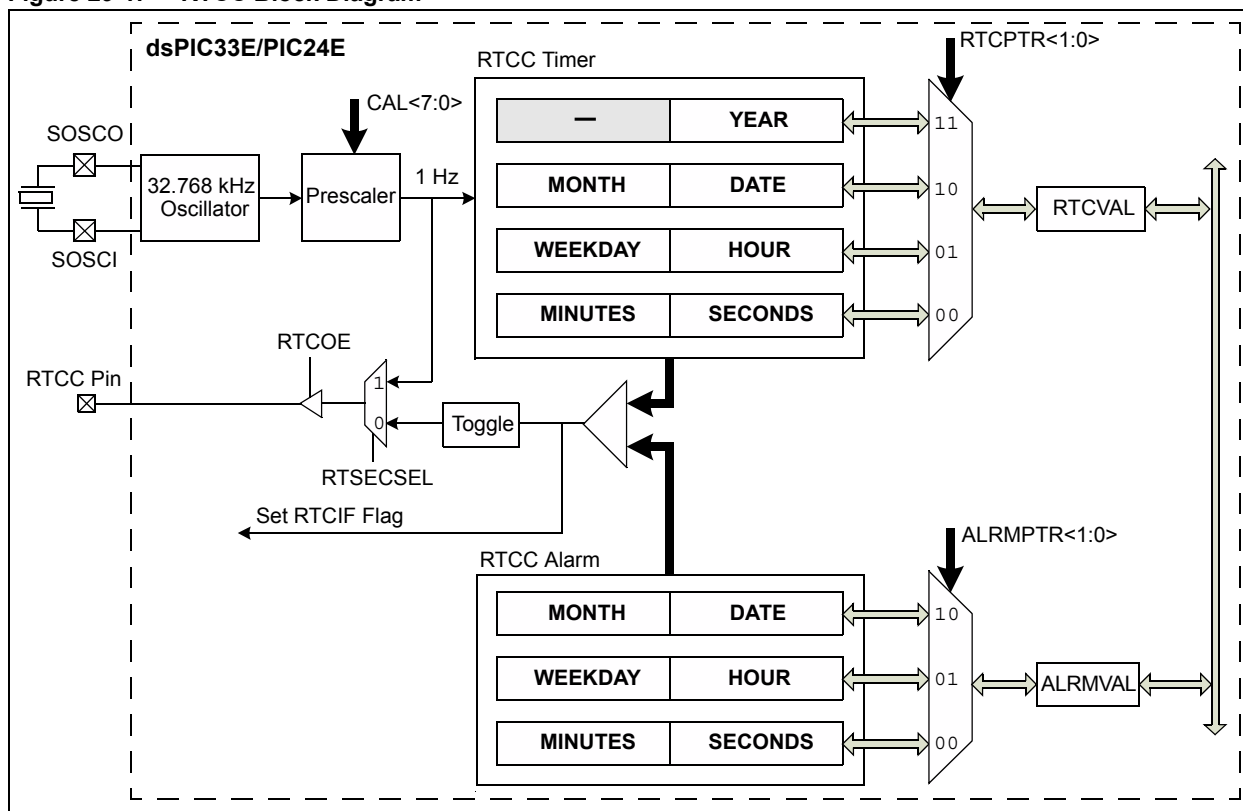 dsPIC33E/PIC24E
RTCPTR<1:0>
RTCC Timer
CAL<7:0>
SOSCO
— YEAR
11
32.768 kHz
Oscillator
Prescaler
1 Hz
MONTH DATE
10
RTCVAL
SOSCI
WEEKDAY HOUR
01
MINUTES SECONDS
00
RTCOE
RTCC Pin
1
0
Toggle
RTSECSEL
Set RTCIF Flag
ALRMPTR<1:0>
RTCC Alarm
MONTH DATE
10
WEEKDAY HOUR
01
ALRMVAL
MINUTES SECONDS
00